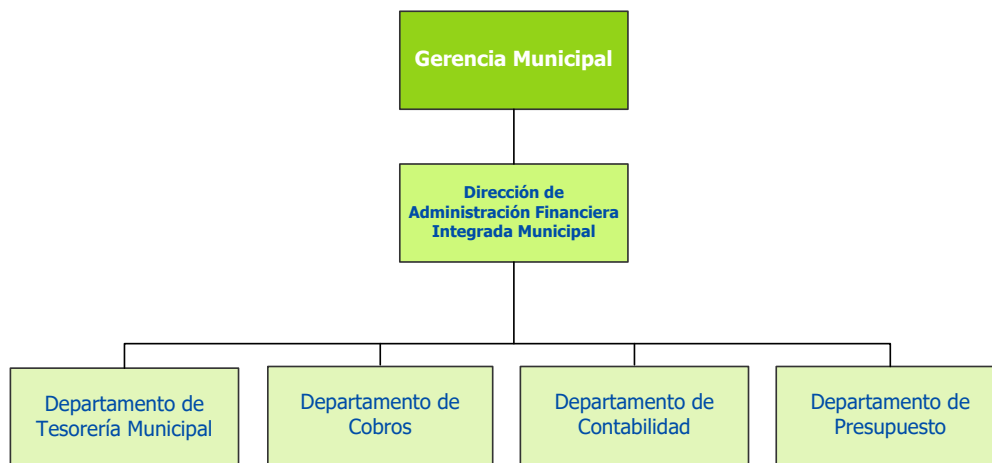 Gerencia Municipal
Dirección de
Administración Financiera
Integrada Municipal
Departamento de
Tesorería Municipal
Departamento de
Cobros
Departamento de
Contabilidad
Departamento de
Presupuesto